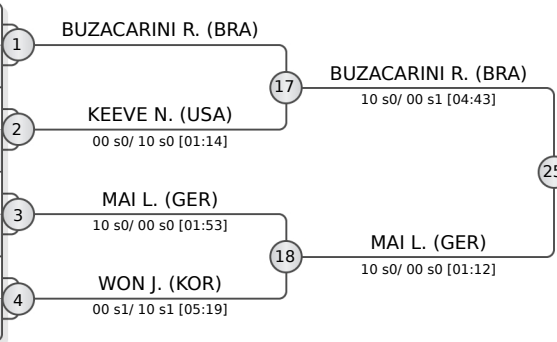 BUZACARINI R. (BRA)
1
17
BUZACARINI R. (BRA)
10 s0/ 00 s1 [04:43]
KEEVE N. (USA)
2
00 s0/ 10 s0 [01:14]
25
MAI L. (GER)
3
10 s0/ 00 s0 [01:53]
18
MAI L. (GER)
10 s0/ 00 s0 [01:12]
WON J. (KOR)
4
00 s1/ 10 s1 [05:19]